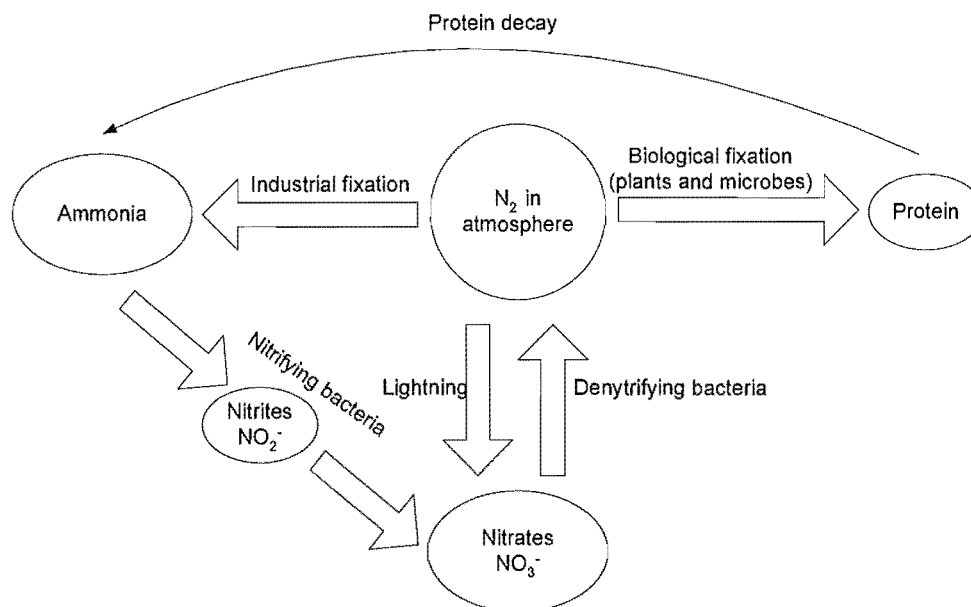 Protein decay
Biological fixation
(plants and microbes)
Industrial fixation
Ammonia
N₂ in
atmosphere
Protein
Nitrifying bacteria
Lightning
Denytrifying bacteria
Nitrites
NO₂⁻
Nitrates
NO₃⁻